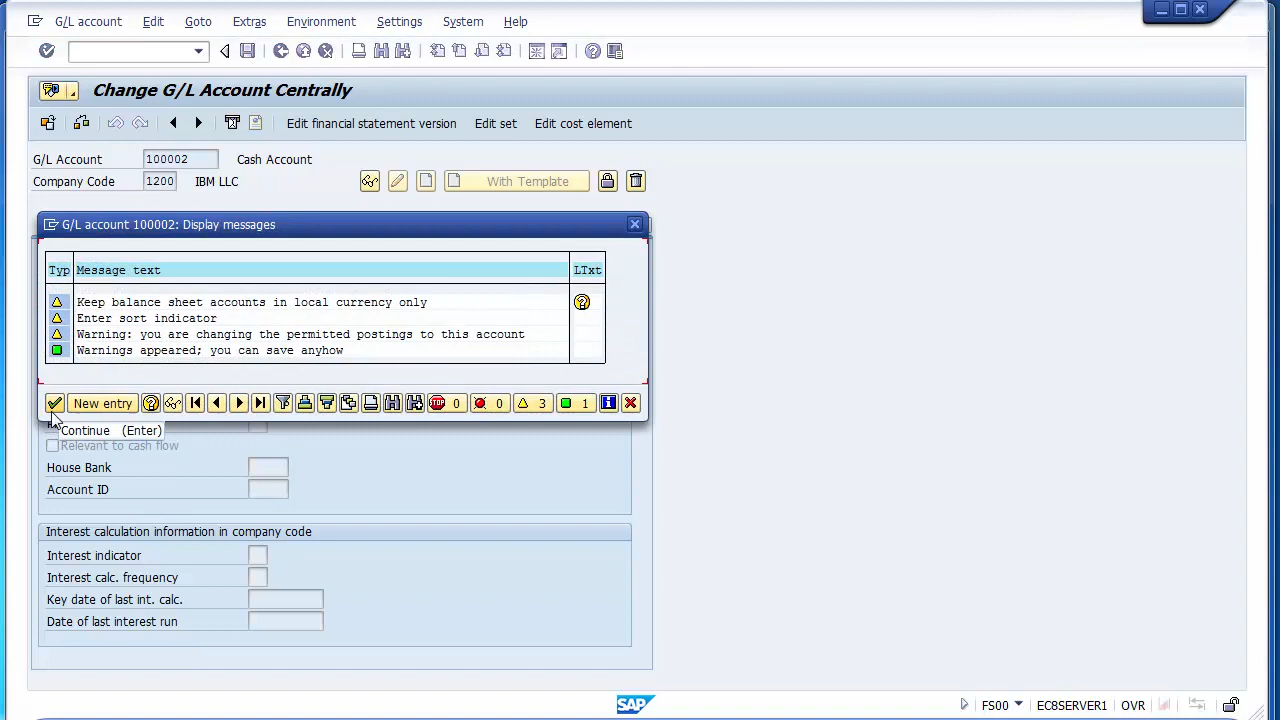 G/L account Edit Goto Extras Environment Settings System Help
Change G/L Account Centrally
Edit financial statement version Edit set Edit cost element
G/L Account 100002 Cash Account
Company Code 1200 IBM LLC With Template
G/L account 100002: Display messages
Typ Message text LTxt
Keep balance sheet accounts in local currency only
Enter sort indicator
Warning: you are changing the permitted postings to this account
Warnings appeared; you can save anyhow
New entry STOP 0 0 3 1
Continue (Enter)
Relevant to cash flow
House Bank
Account ID
Interest calculation information in company code
Interest indicator
Interest calc. frequency
Key date of last int. calc.
Date of last interest run
SAP FS00 EC8SERVER1 OVR